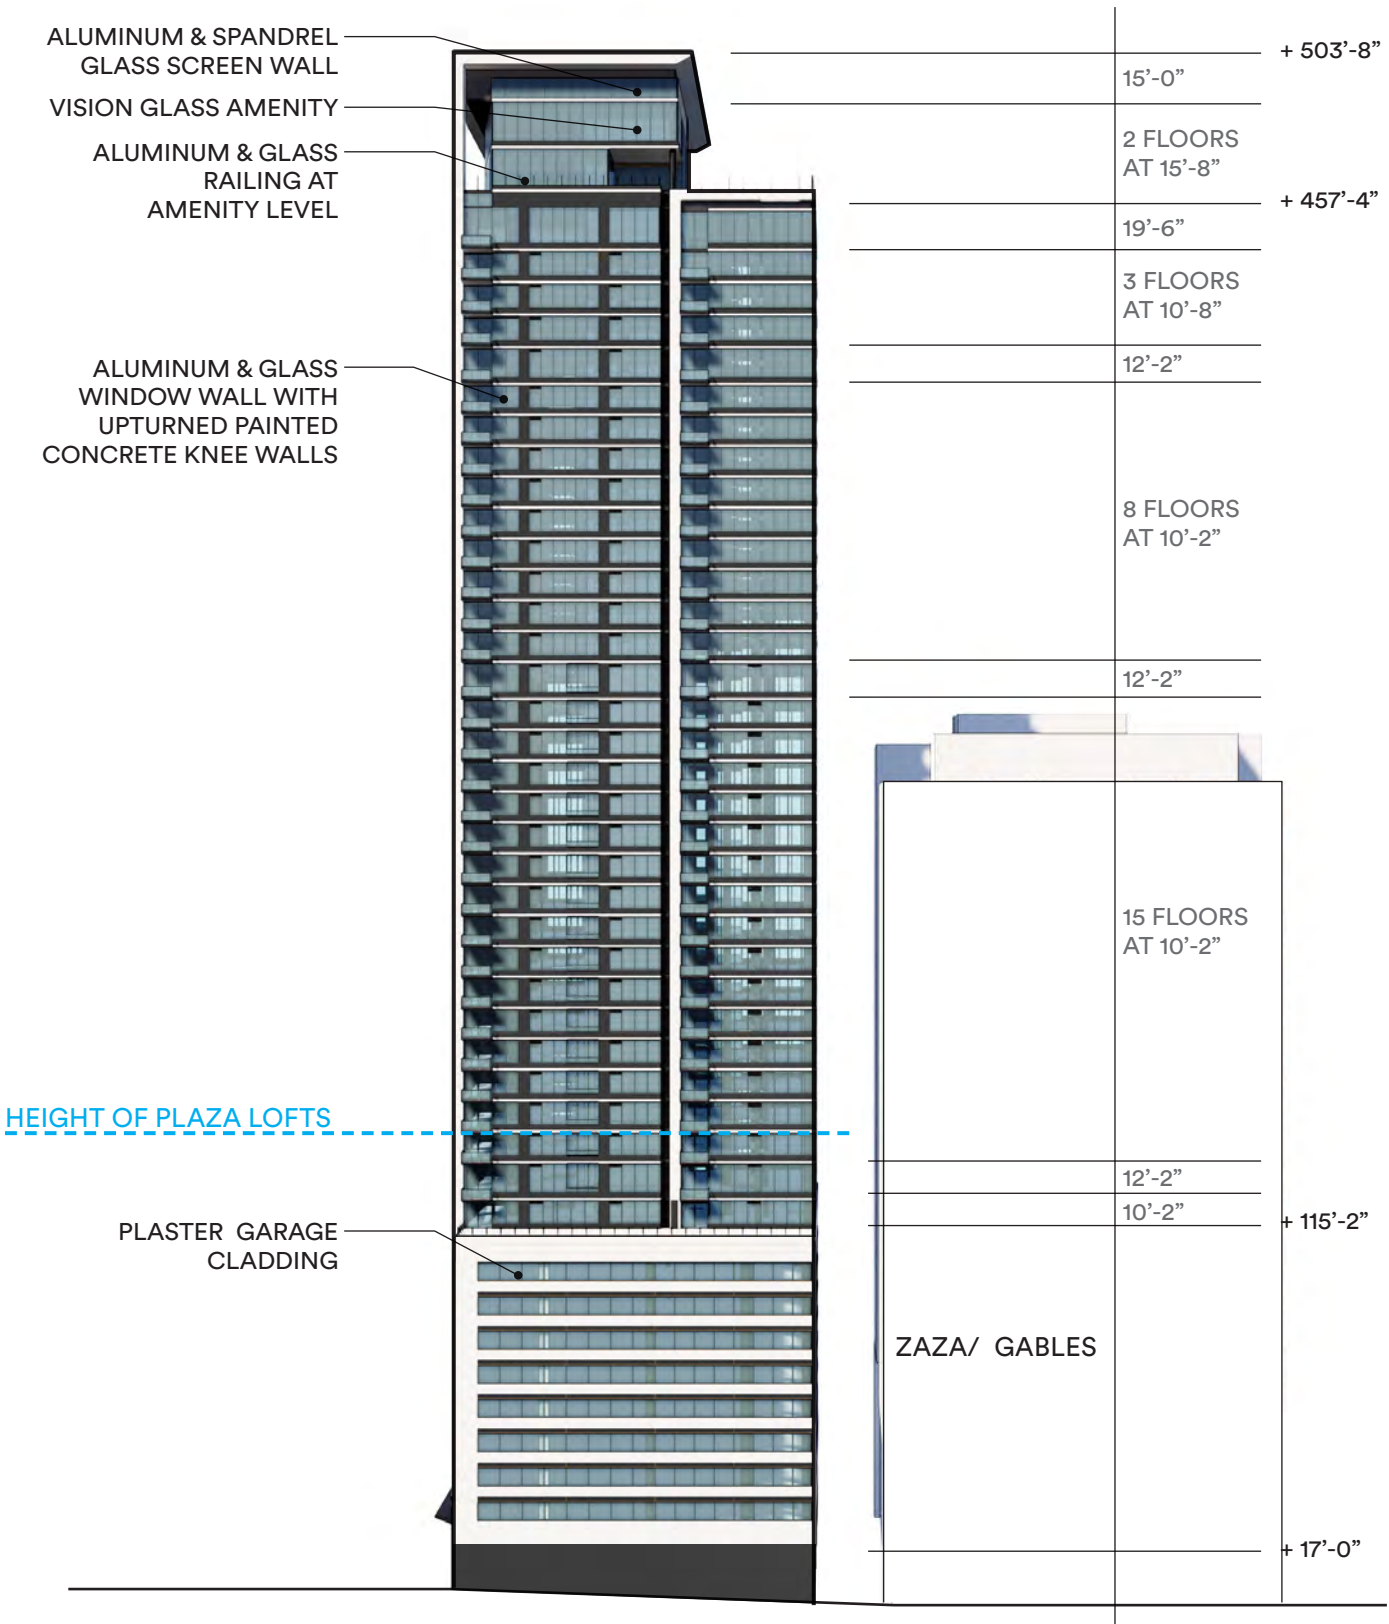 ALUMINUM & SPANDREL
GLASS SCREEN WALL
VISION GLASS AMENITY
ALUMINUM & GLASS
RAILING AT
AMENITY LEVEL
ALUMINUM & GLASS
WINDOW WALL WITH
UPTURNED PAINTED
CONCRETE KNEE WALLS
HEIGHT OF PLAZA LOFTS
PLASTER GARAGE
CLADDING
+ 503’-8”
15’-0”
2 FLOORS
AT 15’-8”
+ 457’-4”
19’-6”
3 FLOORS
AT 10’-8”
12’-2”
8 FLOORS
AT 10’-2”
12’-2”
15 FLOORS
AT 10’-2”
12’-2”
10’-2”
+ 115’-2”
ZAZA/ GABLES
+ 17’-0”